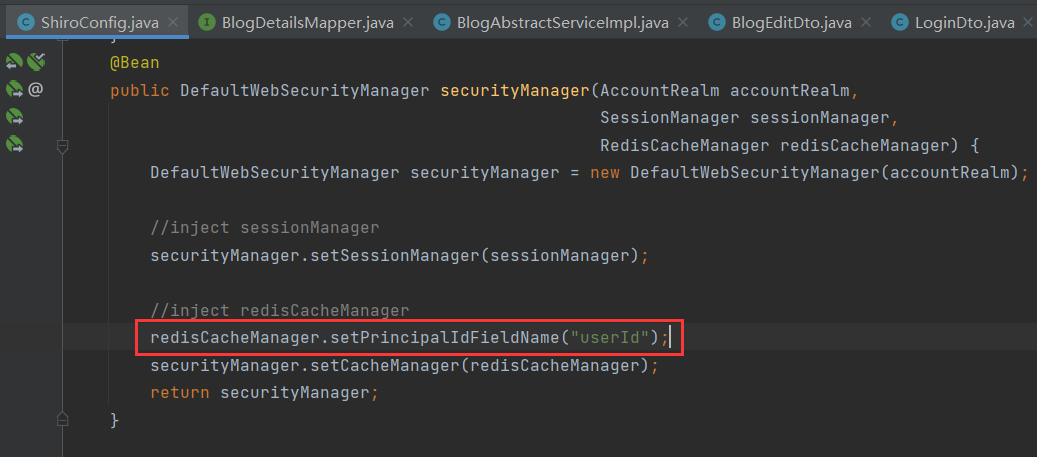 ShiroConfig.java BlogDetailsMapper.java BlogAbstractServiceImpl.java BlogEditDto.java LoginDto.java
}
@Bean
public DefaultWebSecurityManager securityManager(AccountRealm accountRealm,
SessionManager sessionManager,
RedisCacheManager redisCacheManager) {
DefaultWebSecurityManager securityManager = new DefaultWebSecurityManager(accountRealm);
//inject sessionManager
securityManager.setSessionManager(sessionManager);
//inject redisCacheManager
redisCacheManager.setPrincipalIdFieldName("userId");
securityManager.setCacheManager(redisCacheManager);
return securityManager;
}